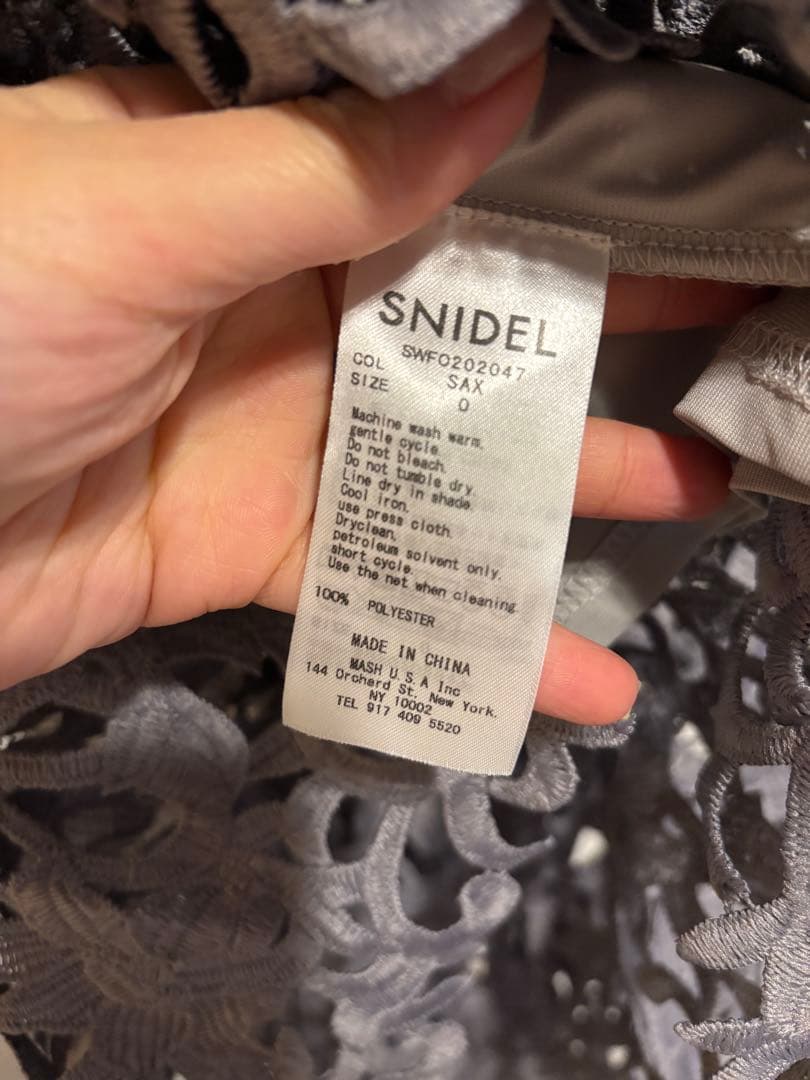 SNIDEL
SWFO202047
COL SAX
SIZE 0
Machine wash warm,
gentle cycle.
Do not bleach.
Do not tumble dry.
Line dry in shade.
Cool iron,
use press cloth.
Dryclean,
petroleum solvent only,
short cycle.
Use the net when cleaning.
100% POLYESTER
MADE IN CHINA
MASH U.S.A Inc
144 Orchard St. New York.
NY 10002
TEL 917 409 5520